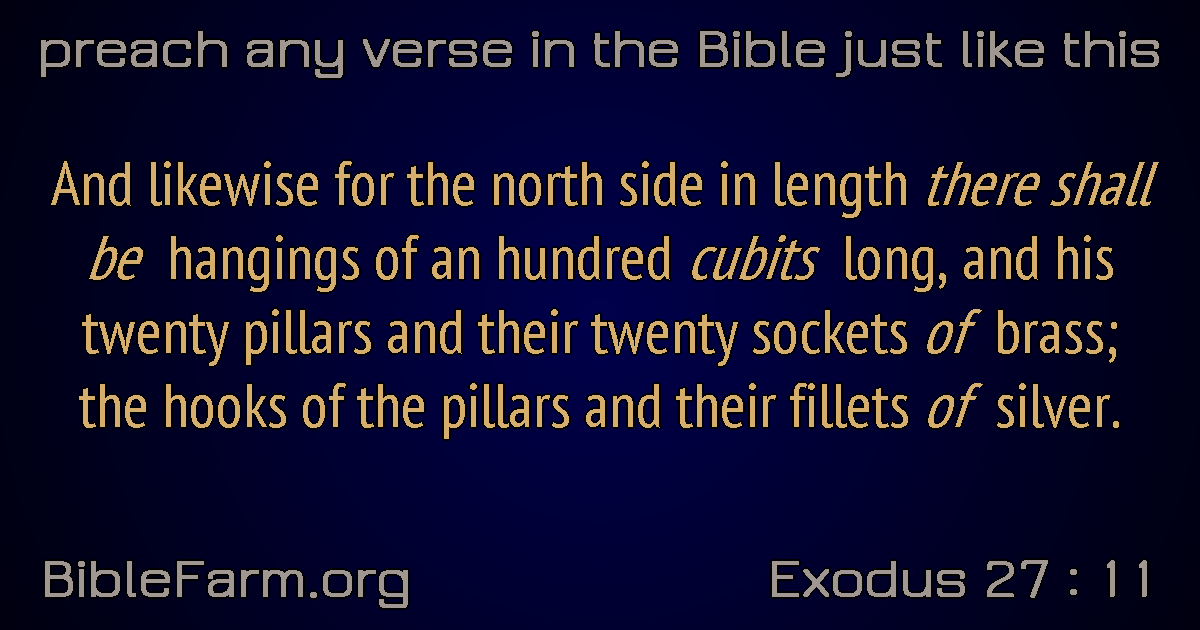 preach any verse in the Bible just like this
And likewise for the north side in length there shall
be hangings of an hundred cubits long, and his
twenty pillars and their twenty sockets of brass;
the hooks of the pillars and their fillets of silver.
BibleFarm.org
Exodus 27 : 11